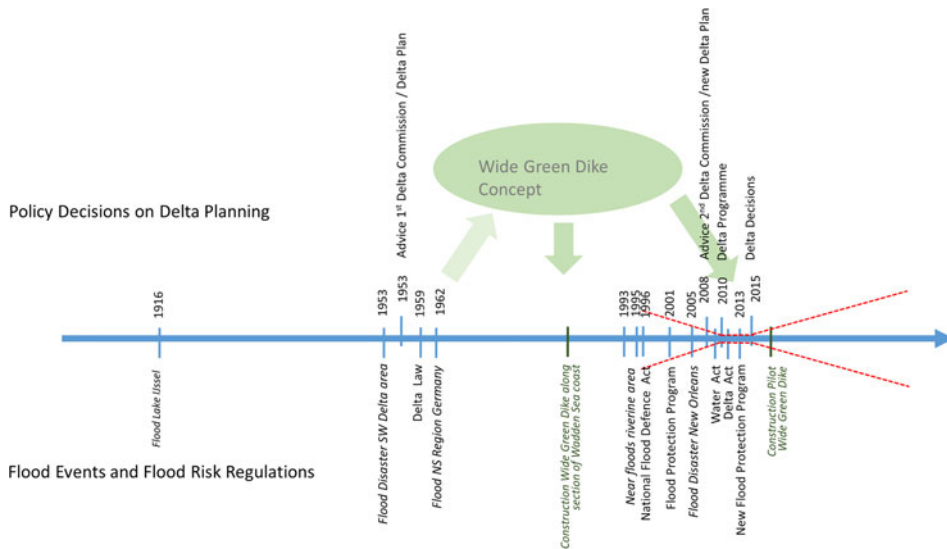 Policy Decisions on Delta Planning
Advice 1st Delta Commission / Delta Plan
Wide Green Dike
Concept
Advice 2nd Delta Commission /new Delta Plan
Delta Programme
Delta Decisions
1916
1953
1953
1959
1962
1993
1995
1996
2001
2005
2008
2010
2013
2015
Flood Lake IJssel
Flood Disaster SW Delta area
Delta Law
Flood NS Region Germany
Construction Wide Green Dike along
section of Wadden Sea coast
Near floods riverine area
National Flood Defence Act
Flood Protection Program
Flood Disaster New Orleans
Water Act
Delta Act
New Flood Protection Program
Construction Pilot
Wide Green Dike
Flood Events and Flood Risk Regulations